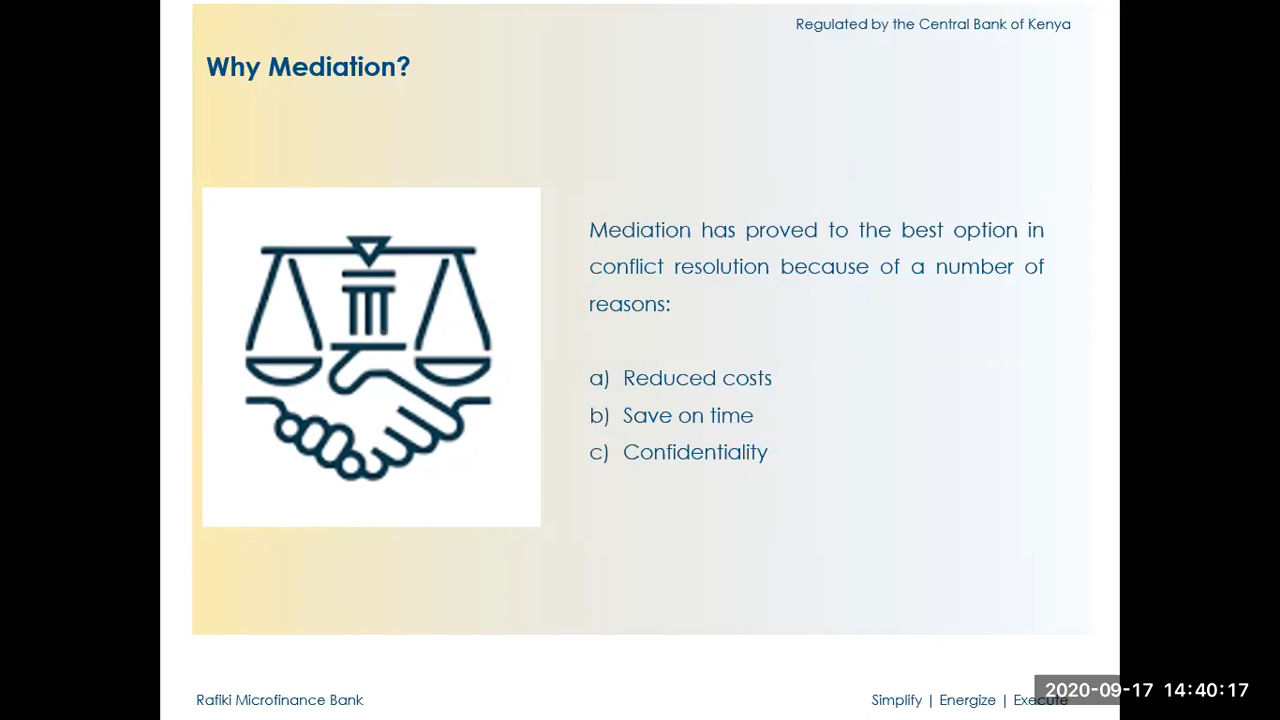 Regulated by the Central Bank of Kenya
Why Mediation?
Mediation has proved to the best option in
conflict resolution because of a number of
reasons:
a) Reduced costs
b) Save on time
c) Confidentiality
Rafiki Microfinance Bank
Simplify | Energize | Execute
2020-09-17 14:40:17